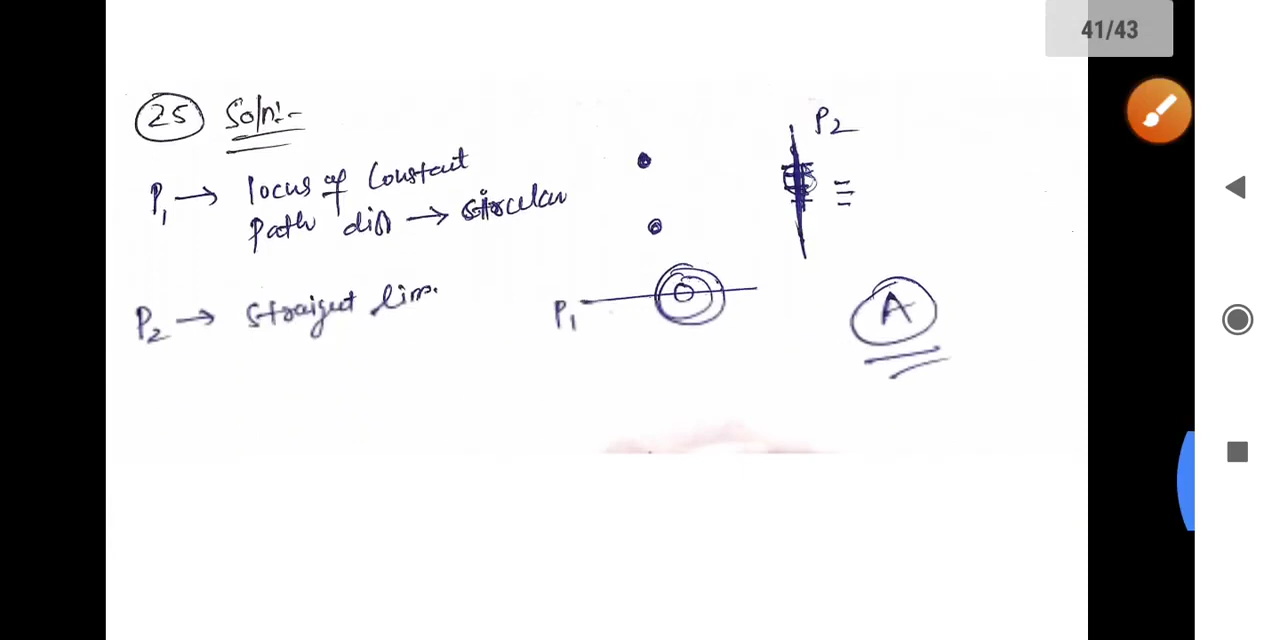 41/43
25 Soln:-
P1 → locus of Constant
path diff → circular
P2 → Straight line.
P2
P1
A